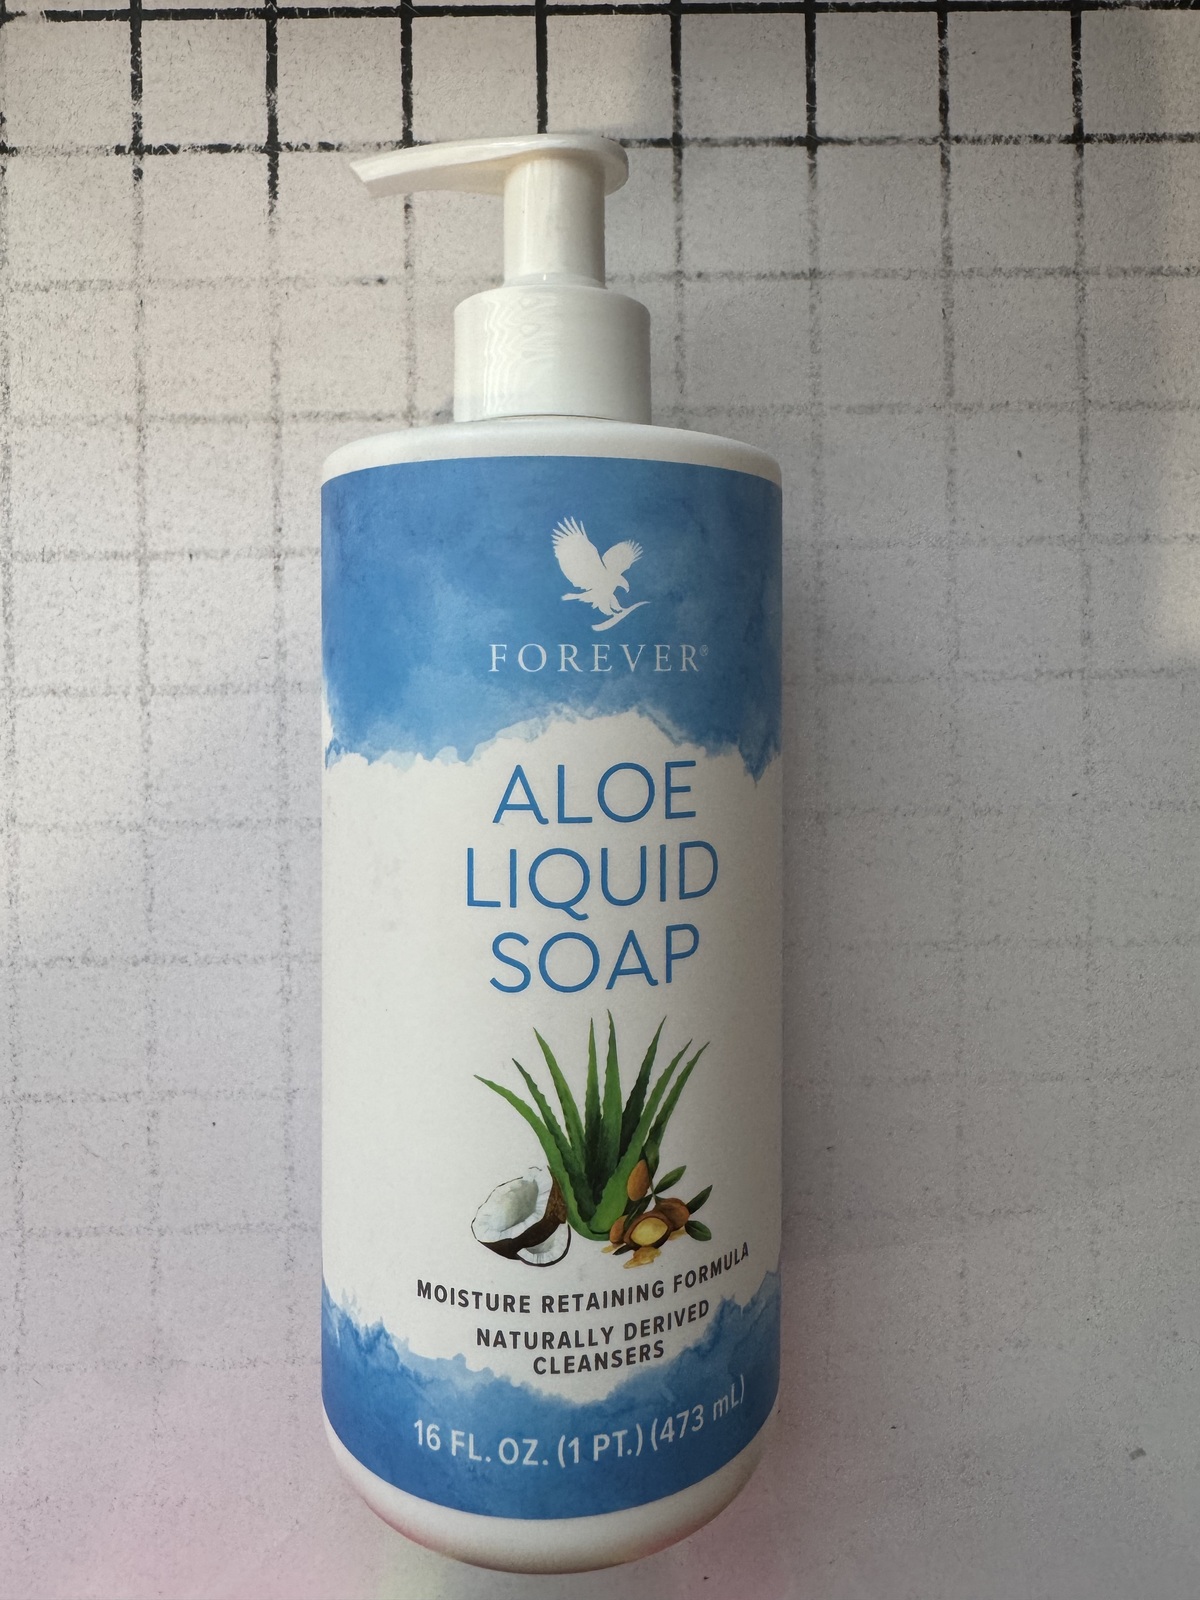 FOREVER®
ALOE
LIQUID
SOAP
MOISTURE RETAINING FORMULA
NATURALLY DERIVED
CLEANSERS
16 FL. OZ. (1 PT.) (473 mL)